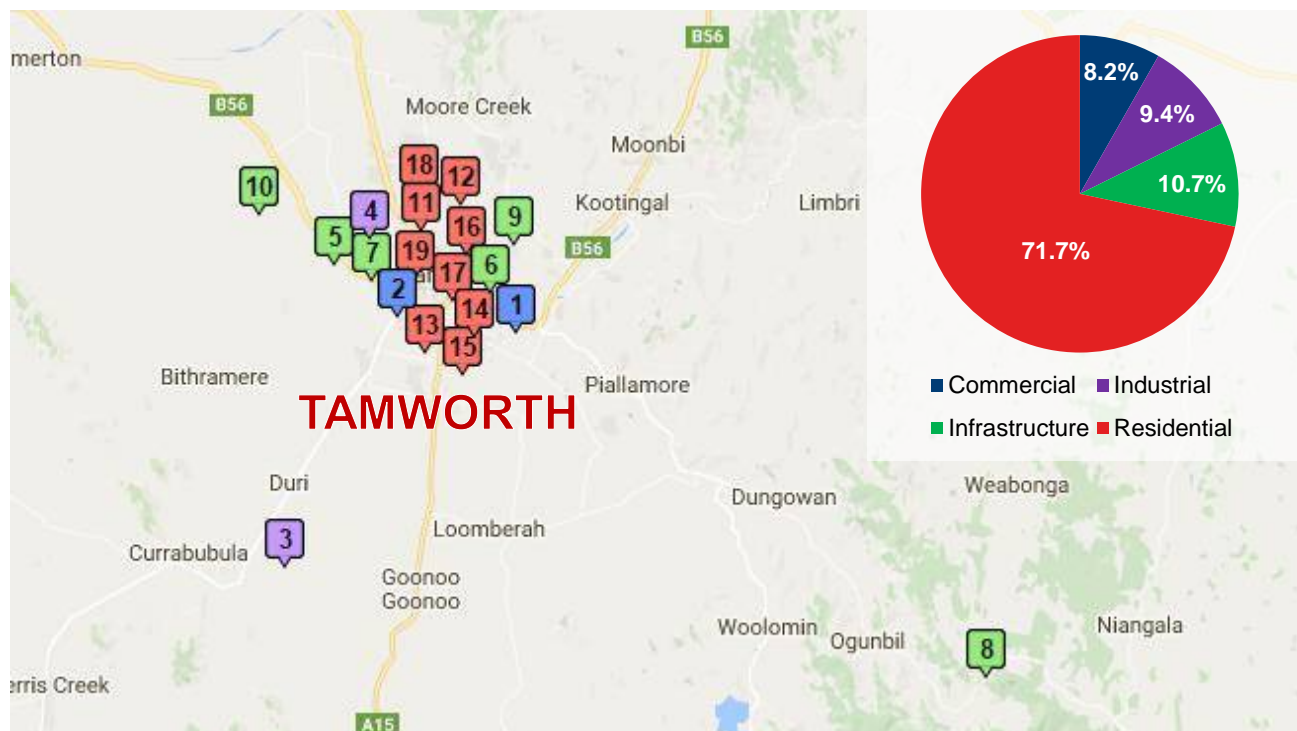 B56
merton
8.2%
B56
Moore Creek
9.4%
Moonbi
18
12
10
10.7%
11
Kootingal
Limbri
4
9
16
5
B56
7
19
71.7%
6
17
2
1
14
13
15
Bithramere
Piallamore
Commercial
Industrial
TAMWORTH
Infrastructure
Residential
Duri
Weabonga
Dungowan
Loomberah
3
Currabubula
Goonoo
Goonoo
Woolomin
Niangala
Ogunbil
8
erris Creek
A15